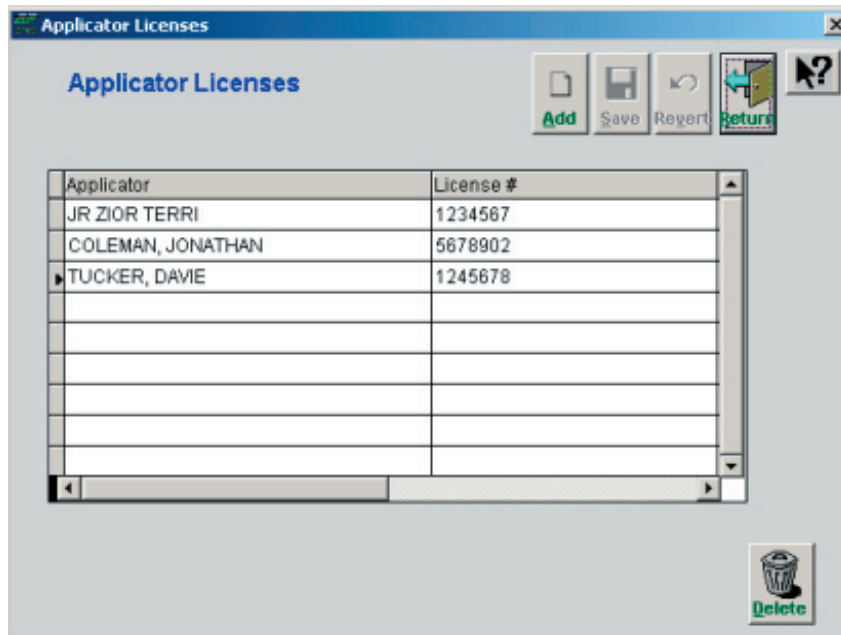 Applicator Licenses
Applicator Licenses
Add Save Revert Return
Applicator License #
JR ZIOR TERRI 1234567
COLEMAN, JONATHAN 5678902
TUCKER, DAVIE 1245678
Delete